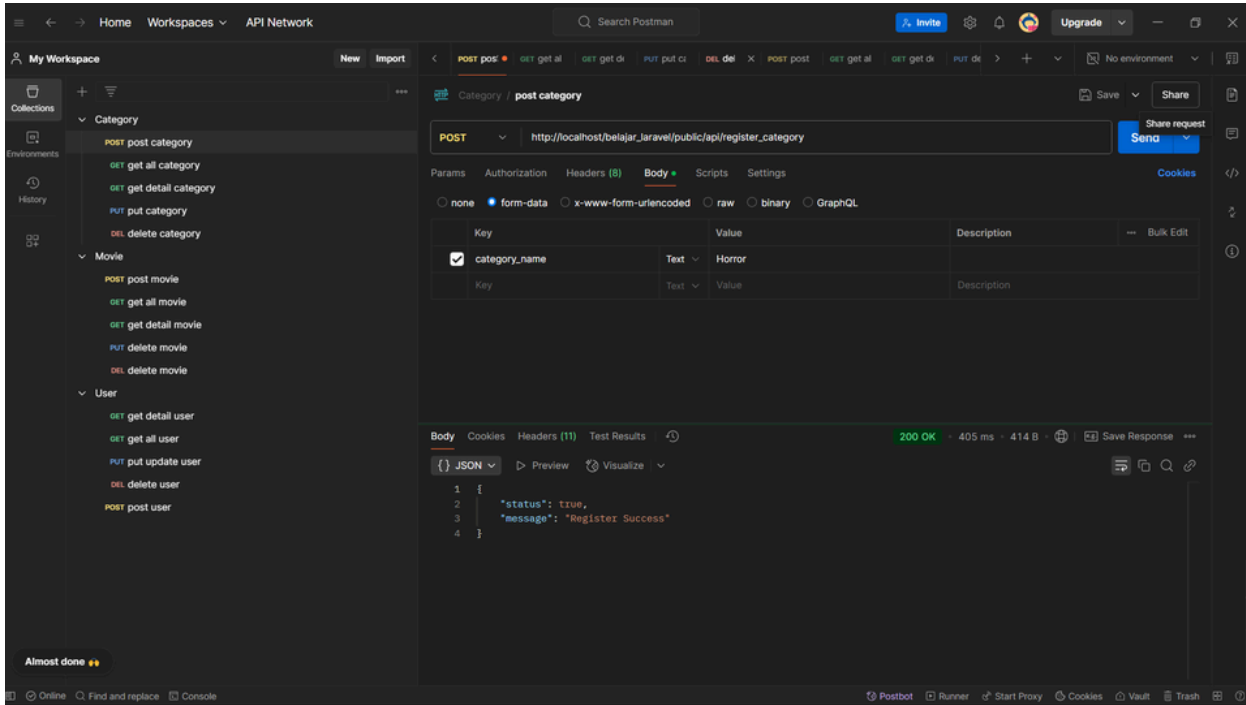 Home Workspaces API Network Search Postman Invite Upgrade
My Workspace New Import
POST pos GET get al GET get de PUT put ca DEL del POST post GET get al GET get de PUT de No environment
Collections
Environments
History
Category
POST post category
GET get all category
GET get detail category
PUT put category
DEL delete category
Movie
POST post movie
GET get all movie
GET get detail movie
PUT delete movie
DEL delete movie
User
GET get detail user
GET get all user
PUT put update user
DEL delete user
POST post user
Almost done
HTTP Category / post category Save Share
Share request
POST http://localhost/belajar_laravel/public/api/register_category Send
Params Authorization Headers (8) Body Scripts Settings Cookies
none form-data x-www-form-urlencoded raw binary GraphQL
Key Value Description Bulk Edit
category_name Text Horror
Key Text Value Description
Body Cookies Headers (11) Test Results 200 OK 405 ms 414 B Save Response
{} JSON Preview Visualize
1 {
2 "status": true,
3 "message": "Register Success"
4 }
Online Find and replace Console Postbot Runner Start Proxy Cookies Vault Trash